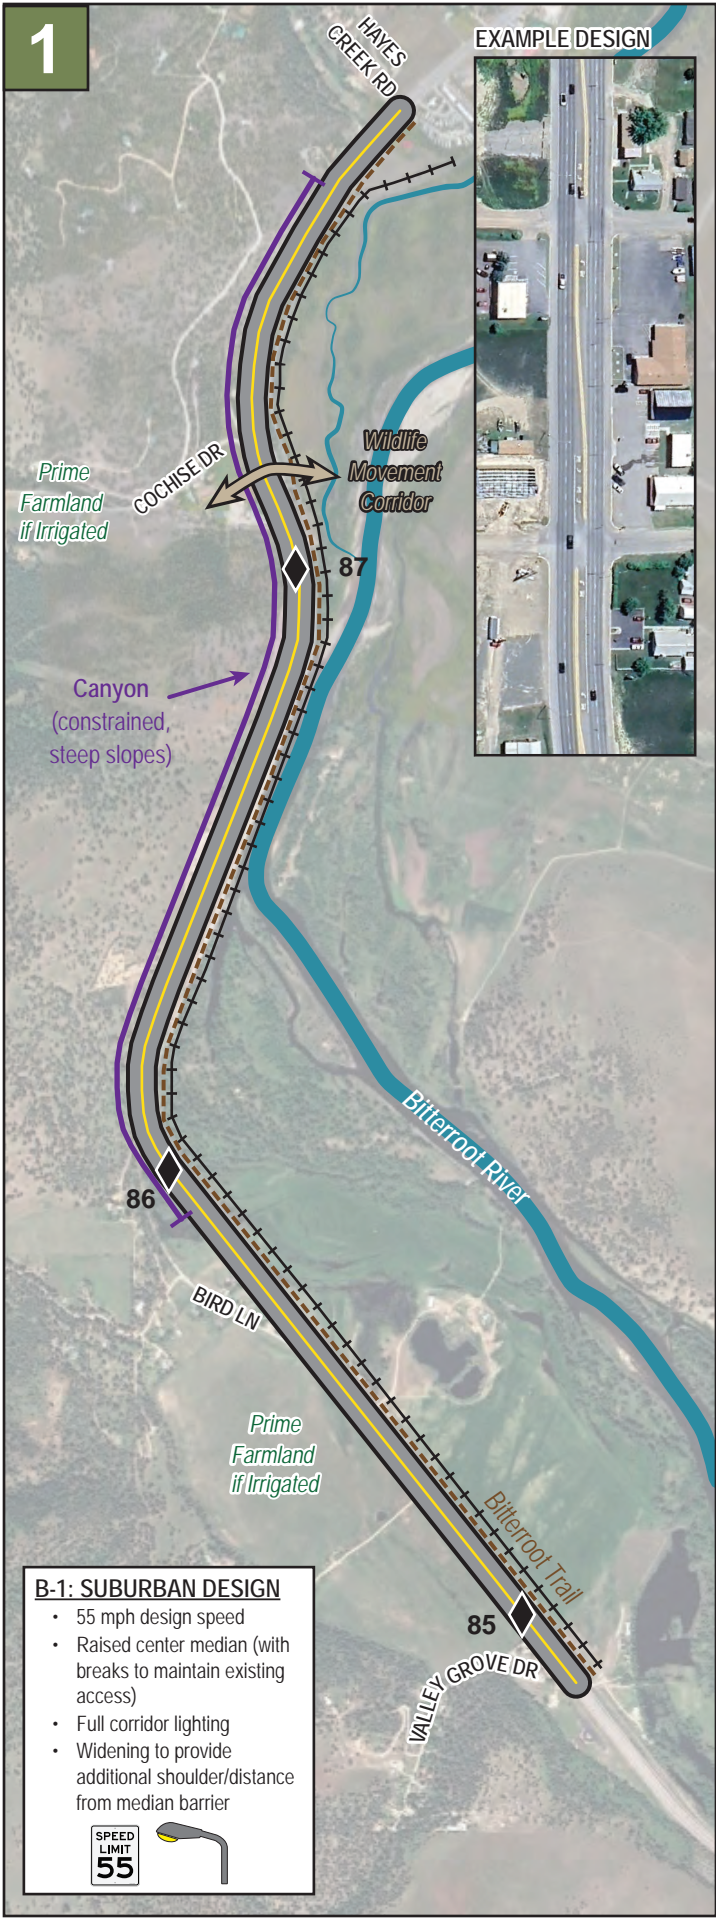 1
HAYES
CREEK RD
EXAMPLE DESIGN
Wildlife
Movement
Corridor
COCHISE DR
Prime
Farmland
if Irrigated
87
Canyon
(constrained,
steep slopes)
Bitterroot River
86
BIRD LN
Prime
Farmland
if Irrigated
Bitterroot Trail
85
VALLEY GROVE DR
B-1: SUBURBAN DESIGN
• 55 mph design speed
• Raised center median (with
breaks to maintain existing
access)
• Full corridor lighting
• Widening to provide
additional shoulder/distance
from median barrier
SPEED
LIMIT
55